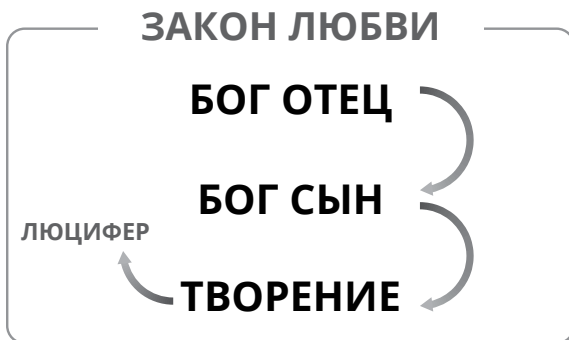 ЗАКОН ЛЮБВИ
БОГ ОТЕЦ
БОГ СЫН
ЛЮЦИФЕР
ТВОРЕНИЕ